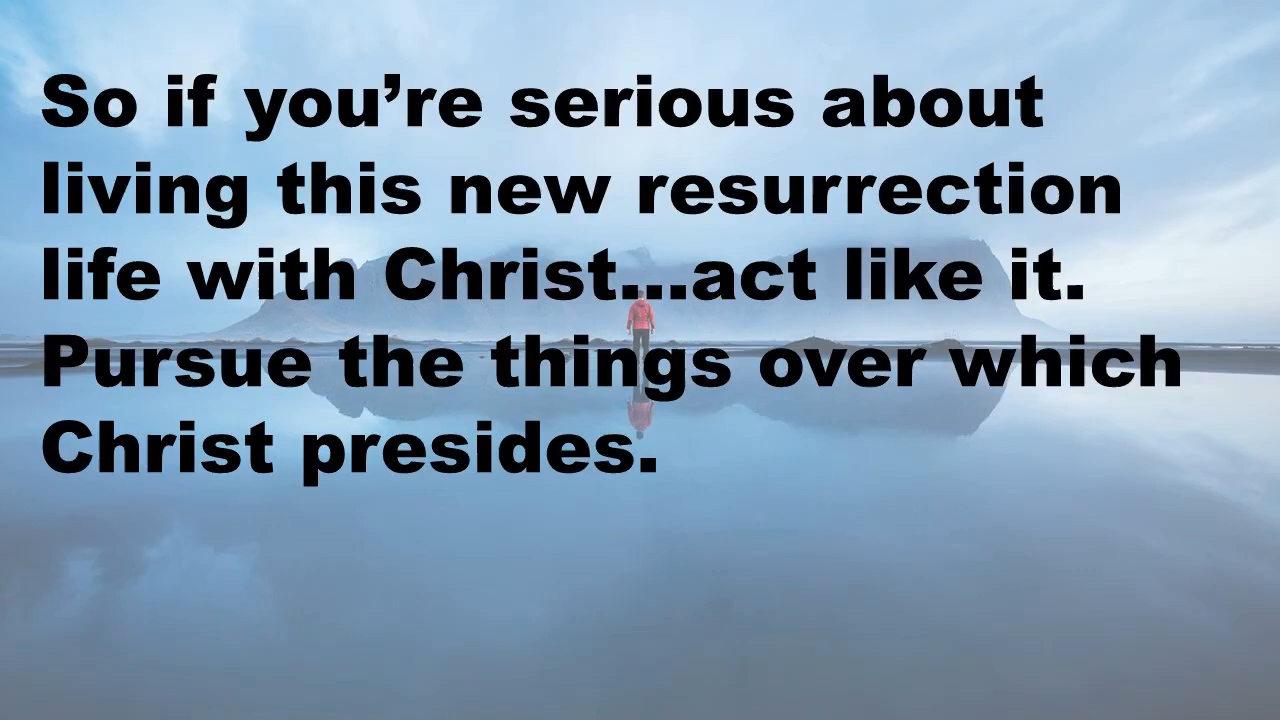 So if you’re serious about
living this new resurrection
life with Christ…act like it.
Pursue the things over which
Christ presides.